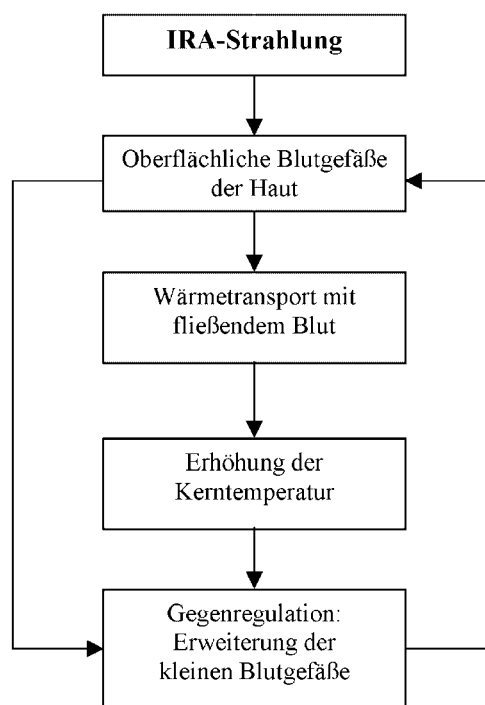 IRA-Strahlung
Oberflächliche Blutgefäße
der Haut
Wärmetransport mit
fließendem Blut
Erhöhung der
Kerntemperatur
Gegenregulation:
Erweiterung der
kleinen Blutgefäße